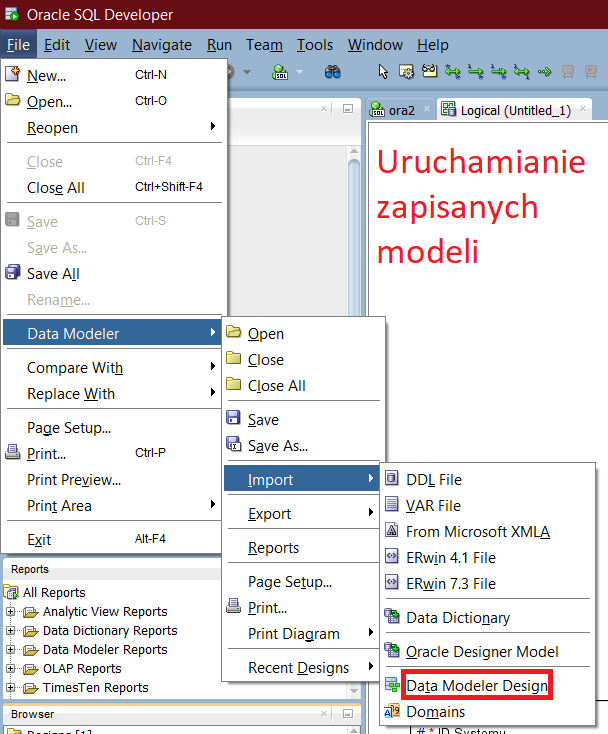 Oracle SQL Developer
File Edit View Navigate Run Team Tools Window Help
New... Ctrl-N
Open... Ctrl-O
Reopen
Close Ctrl-F4
Close All Ctrl+Shift-F4
Save Ctrl-S
Save As...
Save All
Rename...
Data Modeler
Compare With
Replace With
Page Setup...
Print... Ctrl-P
Print Preview...
Print Area
Exit Alt-F4
Open
Close
Close All
Save
Save As...
Import
Export
Reports
Page Setup...
Print...
Print Diagram
Recent Designs
DDL File
VAR File
From Microsoft XMLA
ERwin 4.1 File
ERwin 7.3 File
Data Dictionary
Oracle Designer Model
Data Modeler Design
Domains
SQL
ora2
Logical (Untitled_1)
Uruchamianie
zapisanych
modeli
Reports
All Reports
Analytic View Reports
Data Dictionary Reports
Data Modeler Reports
OLAP Reports
TimesTen Reports
Browser
Designs [1]
# * ID Systemu